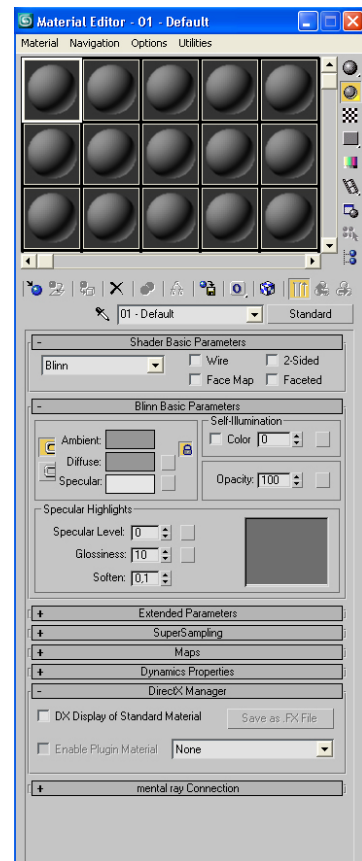 Material Editor - 01 - Default
Material Navigation Options Utilities
01 - Default Standard
- Shader Basic Parameters
Blinn Wire 2-Sided
Face Map Faceted
- Blinn Basic Parameters
Self-Illumination
Ambient: Color 0
Diffuse:
Specular: Opacity: 100
Specular Highlights
Specular Level: 0
Glossiness: 10
Soften: 0,1
+ Extended Parameters
+ SuperSampling
+ Maps
+ Dynamics Properties
- DirectX Manager
DX Display of Standard Material Save as .FX File
Enable Plugin Material None
+ mental ray Connection